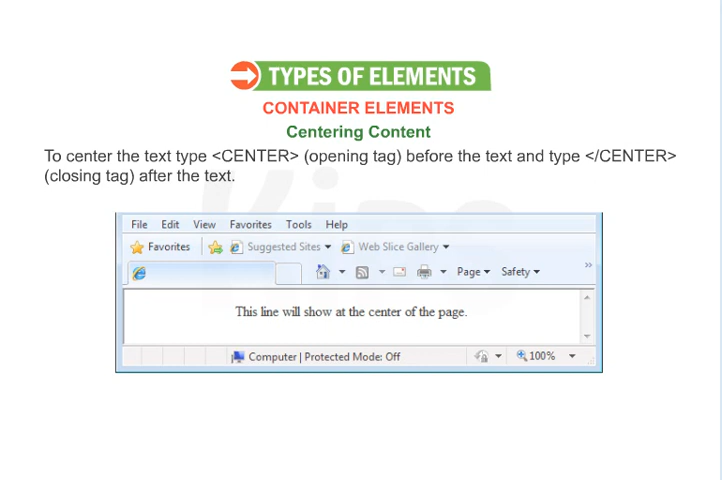 TYPES OF ELEMENTS
CONTAINER ELEMENTS
Centering Content
To center the text type <CENTER> (opening tag) before the text and type </CENTER>
(closing tag) after the text.
File Edit View Favorites Tools Help
Favorites Suggested Sites Web Slice Gallery
Page Safety »
This line will show at the center of the page.
Computer | Protected Mode: Off 100%